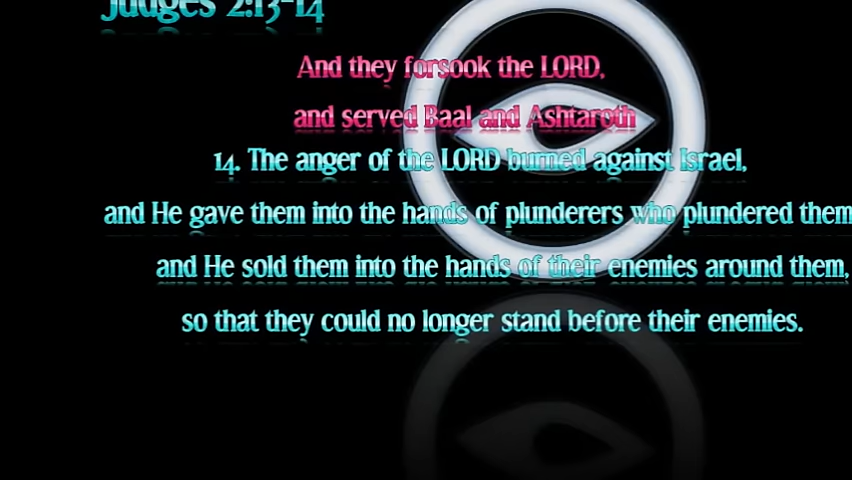 Judges 2:13-14
And they forsook the LORD,
and served Baal and Ashtaroth
14. The anger of the LORD burned against Israel,
and He gave them into the hands of plunderers who plundered them
and He sold them into the hands of their enemies around them,
so that they could no longer stand before their enemies.